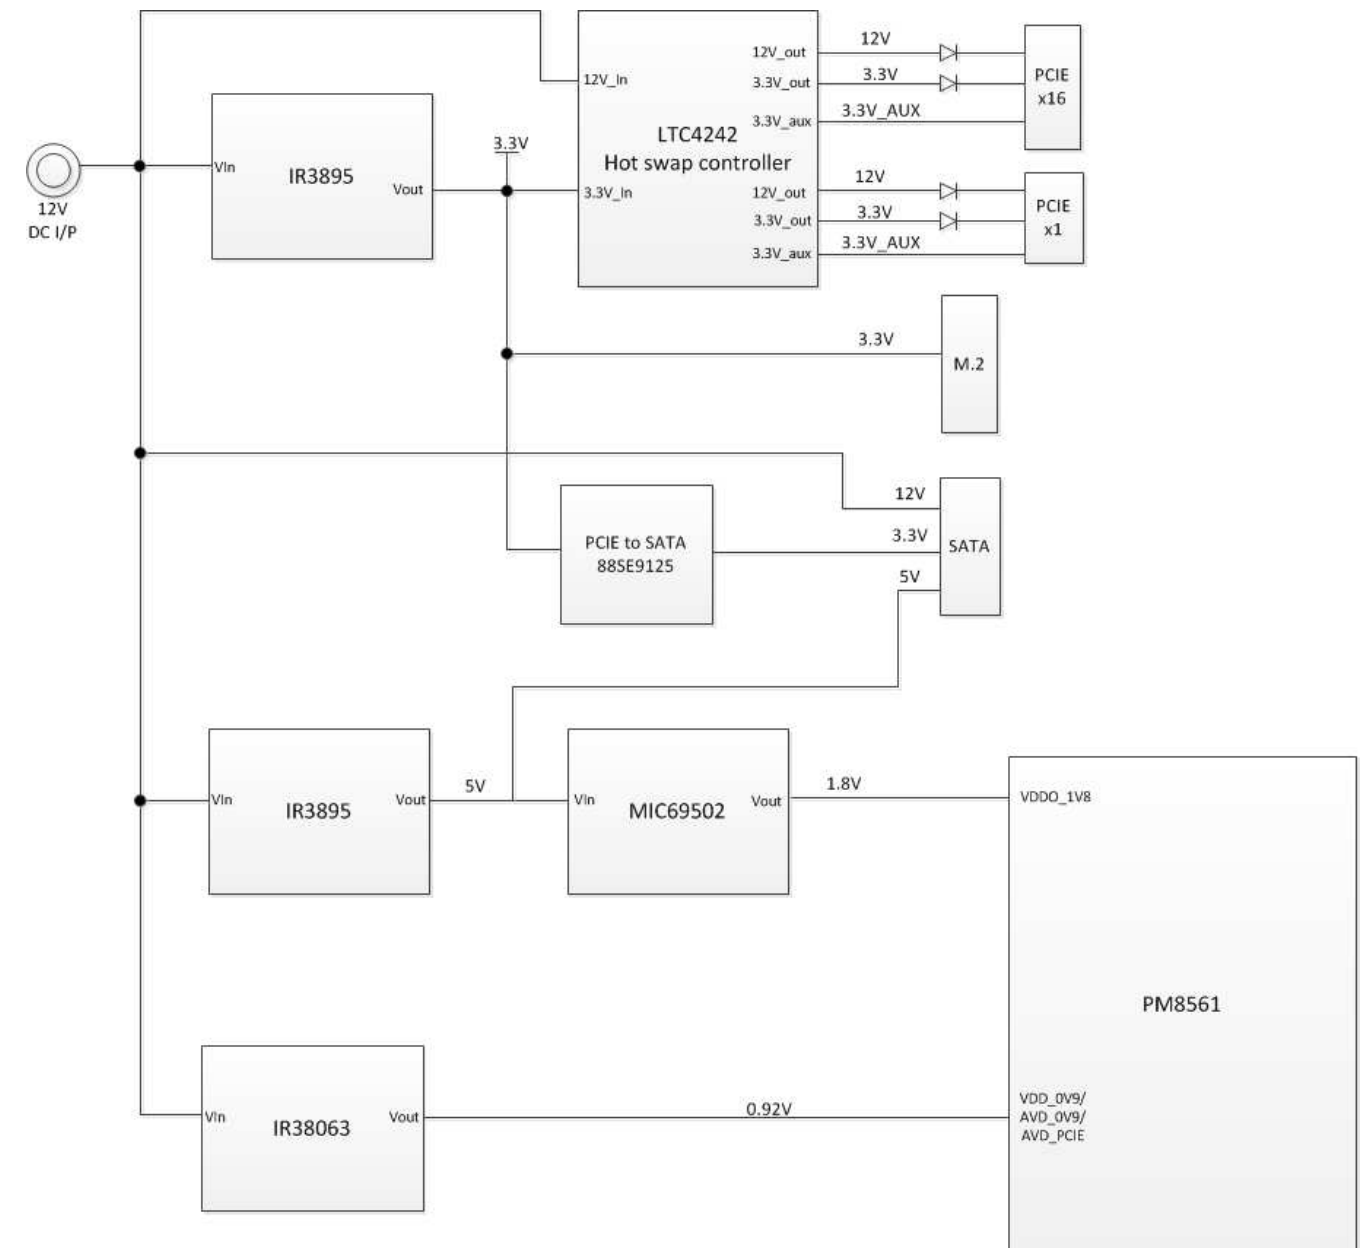 12V
DC I/P
VIn
IR3895
Vout
3.3V
12V_In
3.3V_In
LTC4242
Hot swap controller
12V_out
3.3V_out
3.3V_aux
12V_out
3.3V_out
3.3V_aux
12V
3.3V
3.3V_AUX
12V
3.3V
3.3V_AUX
PCIE
x16
PCIE
x1
3.3V
M.2
PCIE to SATA
88SE9125
12V
3.3V
5V
SATA
VIn
IR3895
Vout
5V
VIn
MIC69502
Vout
1.8V
VDDO_1V8
PM8561
VIn
IR38063
Vout
0.92V
VDD_0V9/
AVD_0V9/
AVD_PCIE